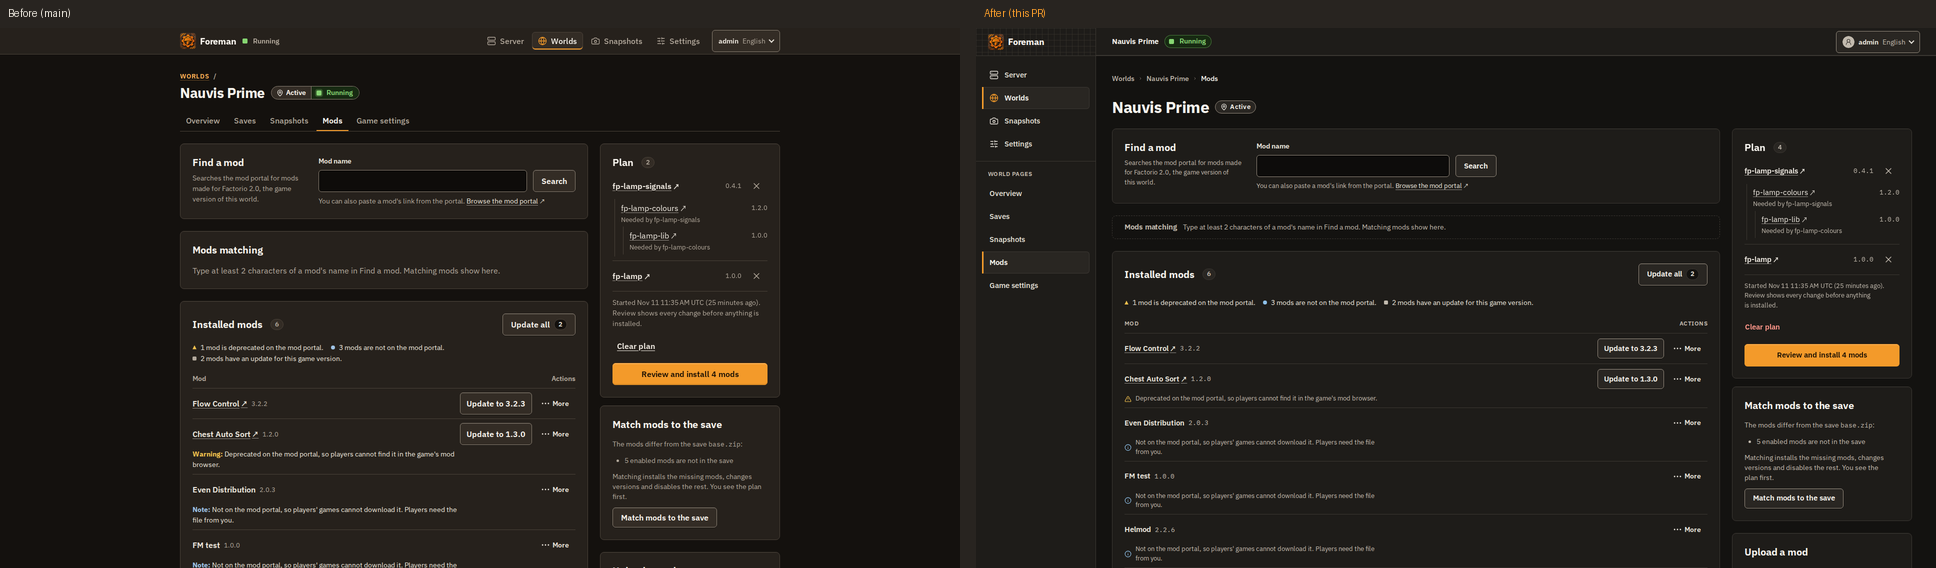 Before (main)
Foreman
Running
Server
Worlds
Snapshots
Settings
admin English
WORLDS /
Nauvis Prime
Active
Running
Overview
Saves
Snapshots
Mods
Game settings
Find a mod
Searches the mod portal for mods
made for Factorio 2.0, the game
version of this world.
Mod name
Search
You can also paste a mod's link from the portal. Browse the mod portal ↗
Mods matching
Type at least 2 characters of a mod's name in Find a mod. Matching mods show here.
Installed mods 6
Update all 2
1 mod is deprecated on the mod portal.
3 mods are not on the mod portal.
2 mods have an update for this game version.
Mod
Actions
Flow Control ↗ 3.2.2
Update to 3.2.3
··· More
Chest Auto Sort ↗ 1.2.0
Update to 1.3.0
··· More
Warning: Deprecated on the mod portal, so players cannot find it in the game's mod
browser.
Even Distribution 2.0.3
··· More
Note: Not on the mod portal, so players' games cannot download it. Players need the
file from you.
FM test 1.0.0
··· More
Note: Not on the mod portal, so players' games cannot download it. Players need the
Plan 2
fp-lamp-signals ↗ 0.4.1 ×
fp-lamp-colours ↗ 1.2.0
Needed by fp-lamp-signals
fp-lamp-lib ↗ 1.0.0
Needed by fp-lamp-colours
fp-lamp ↗ 1.0.0 ×
Started Nov 11 11:35 AM UTC (25 minutes ago).
Review shows every change before anything is
installed.
Clear plan
Review and install 4 mods
Match mods to the save
The mods differ from the save base.zip:
• 5 enabled mods are not in the save
Matching installs the missing mods, changes
versions and disables the rest. You see the plan
first.
Match mods to the save
After (this PR)
Foreman
Nauvis Prime
Running
admin English
Server
Worlds
Snapshots
Settings
WORLD PAGES
Overview
Saves
Snapshots
Mods
Game settings
Worlds › Nauvis Prime › Mods
Nauvis Prime
Active
Find a mod
Searches the mod portal for mods made
for Factorio 2.0, the game version of
this world.
Mod name
Search
You can also paste a mod's link from the portal. Browse the mod portal ↗
Mods matching Type at least 2 characters of a mod's name in Find a mod. Matching mods show here.
Installed mods 6
Update all 2
1 mod is deprecated on the mod portal.
3 mods are not on the mod portal.
2 mods have an update for this game version.
MOD
ACTIONS
Flow Control ↗ 3.2.2
Update to 3.2.3
··· More
Chest Auto Sort ↗ 1.2.0
Update to 1.3.0
··· More
Deprecated on the mod portal, so players cannot find it in the game's mod browser.
Even Distribution 2.0.3
··· More
Not on the mod portal, so players' games cannot download it. Players need the file
from you.
FM test 1.0.0
··· More
Not on the mod portal, so players' games cannot download it. Players need the file
from you.
Helmod 2.2.6
··· More
Not on the mod portal, so players' games cannot download it. Players need the file
from you.
Plan 4
fp-lamp-signals ↗ 0.4.1 ×
fp-lamp-colours ↗ 1.2.0
Needed by fp-lamp-signals
fp-lamp-lib ↗ 1.0.0
Needed by fp-lamp-colours
fp-lamp ↗ 1.0.0 ×
Started Nov 11 11:35 AM UTC (25 minutes ago).
Review shows every change before anything
is installed.
Clear plan
Review and install 4 mods
Match mods to the save
The mods differ from the save base.zip:
• 5 enabled mods are not in the save
Matching installs the missing mods, changes
versions and disables the rest. You see the
plan first.
Match mods to the save
Upload a mod